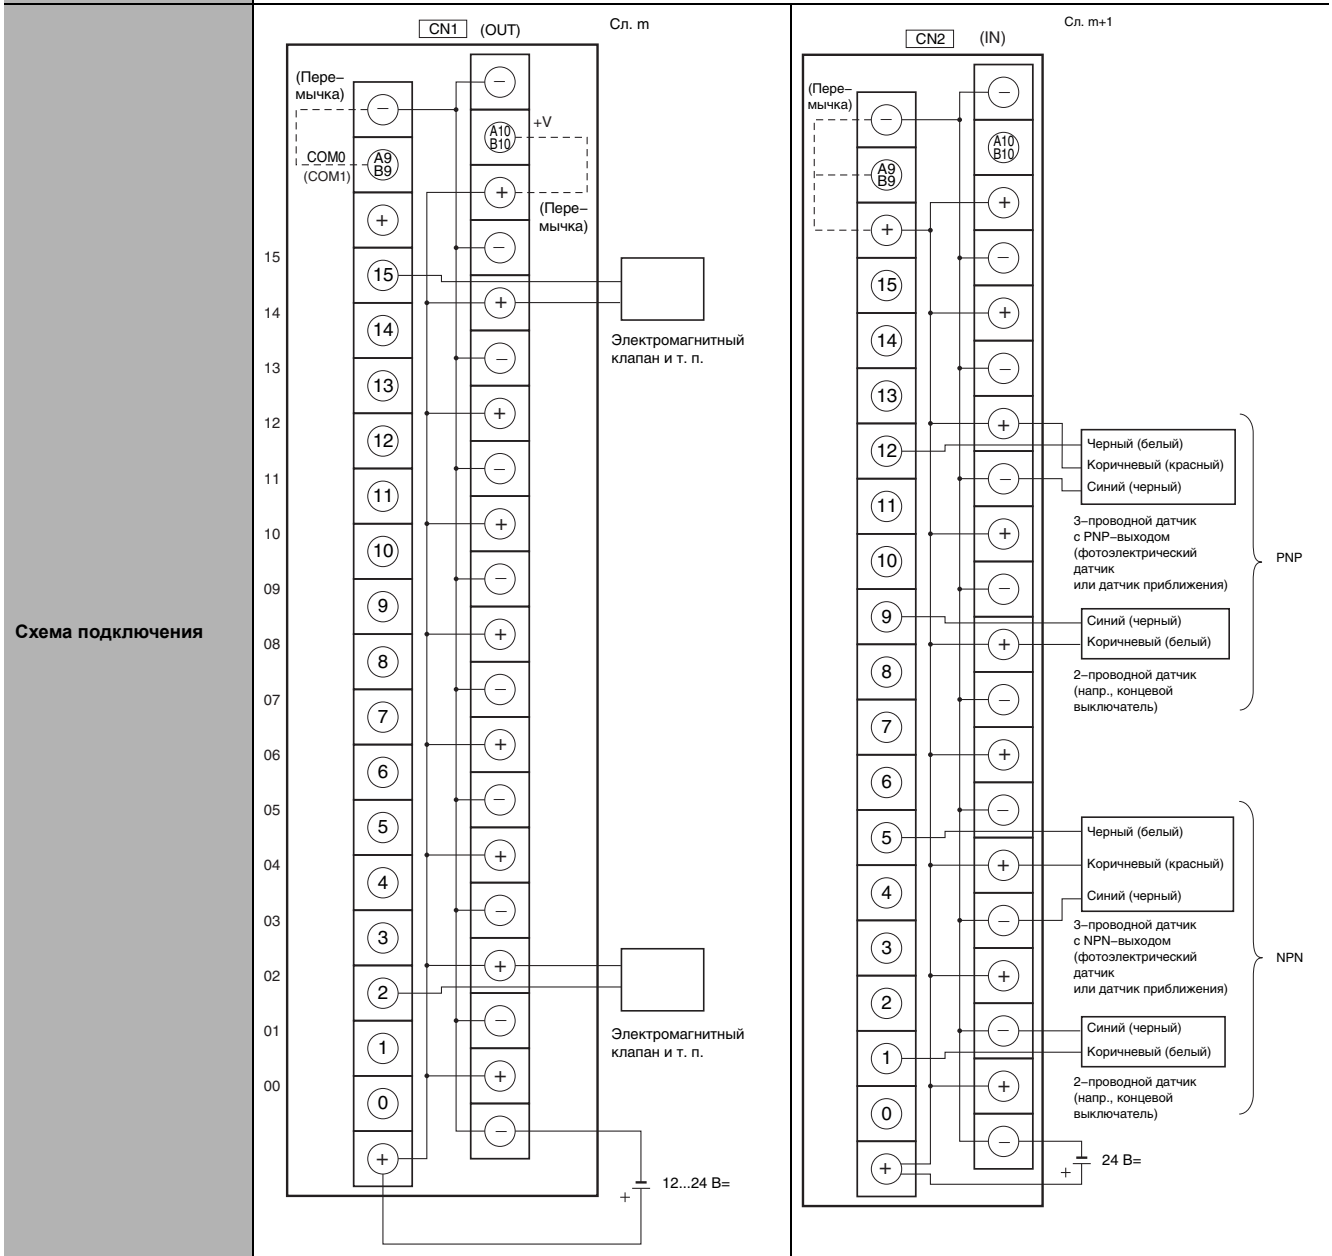 Схема подключения
CN1 (OUT)
Сл. m
(Пере–
мычка)
–
–
A10
B10
+V
COM0
(COM1)
A9
B9
+
(Пере–
мычка)
+
–
15
15
+
14
14
–
Электромагнитный
клапан и т. п.
13
13
+
12
12
–
11
11
+
10
10
–
09
9
+
08
8
–
07
7
+
06
6
–
05
5
+
04
4
–
03
3
+
02
2
–
01
1
Электромагнитный
клапан и т. п.
+
00
0
–
+
+
12...24 В=
CN2 (IN)
Сл. m+1
(Пере–
мычка)
–
–
A10
B10
A9
B9
+
+
–
15
+
14
–
13
+
12
Черный (белый)
Коричневый (красный)
Синий (черный)
–
11
3–проводной датчик
с PNP–выходом
(фотоэлектрический
датчик
или датчик приближения)
PNP
+
10
–
9
Синий (черный)
Коричневый (белый)
+
8
2–проводной датчик
(напр., концевой
выключатель)
–
7
+
6
–
5
Черный (белый)
Коричневый (красный)
Синий (черный)
+
4
–
3
3–проводной датчик
с NPN–выходом
(фотоэлектрический
датчик
или датчик приближения)
NPN
+
2
–
1
Синий (черный)
Коричневый (белый)
+
2–проводной датчик
(напр., концевой
выключатель)
0
–
+
+
24 В=